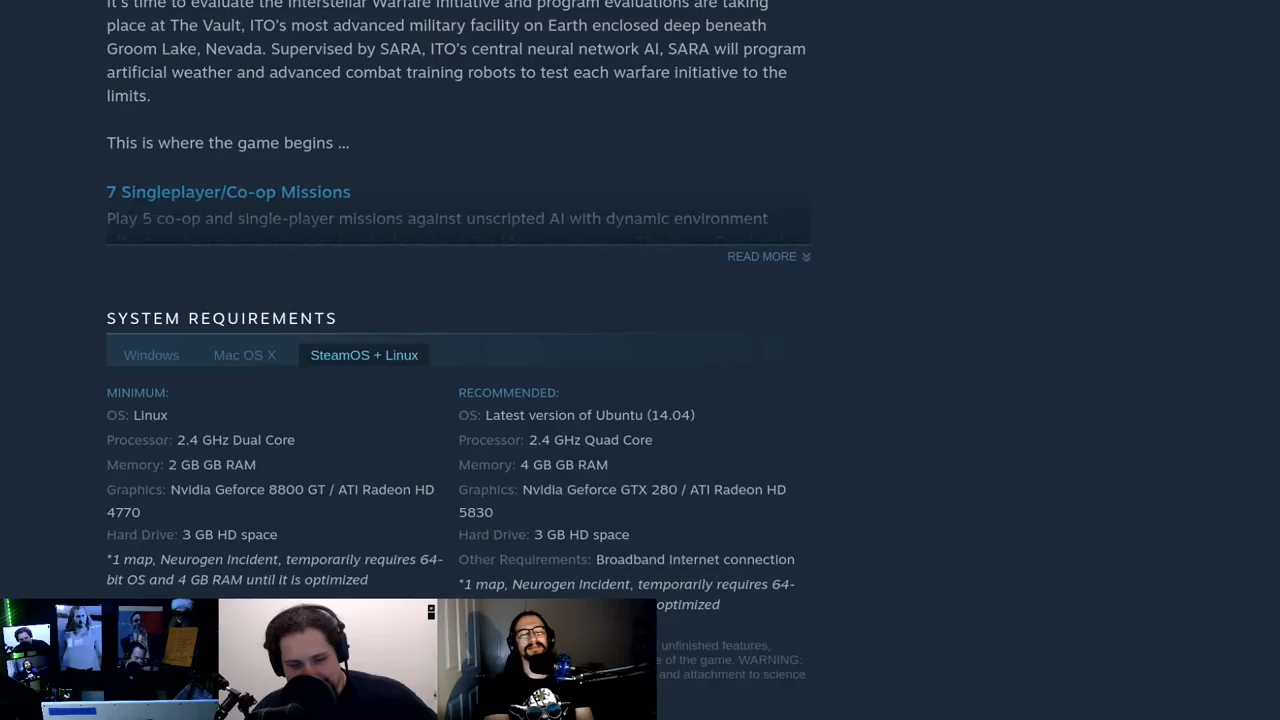 It's time to evaluate the Interstellar Warfare Initiative and program evaluations are taking
place at The Vault, ITO's most advanced military facility on Earth enclosed deep beneath
Groom Lake, Nevada. Supervised by SARA, ITO's central neural network AI, SARA will program
artificial weather and advanced combat training robots to test each warfare initiative to the
limits.
This is where the game begins ...
7 Singleplayer/Co-op Missions
Play 5 co-op and single-player missions against unscripted AI with dynamic environment
READ MORE
SYSTEM REQUIREMENTS
Windows Mac OS X SteamOS + Linux
MINIMUM:
OS: Linux
Processor: 2.4 GHz Dual Core
Memory: 2 GB GB RAM
Graphics: Nvidia Geforce 8800 GT / ATI Radeon HD
4770
Hard Drive: 3 GB HD space
*1 map, Neurogen Incident, temporarily requires 64-
bit OS and 4 GB RAM until it is optimized
RECOMMENDED:
OS: Latest version of Ubuntu (14.04)
Processor: 2.4 GHz Quad Core
Memory: 4 GB GB RAM
Graphics: Nvidia Geforce GTX 280 / ATI Radeon HD
5830
Hard Drive: 3 GB HD space
Other Requirements: Broadband Internet connection
*1 map, Neurogen Incident, temporarily requires 64-
optimized
unfinished features,
e of the game. WARNING:
and attachment to science